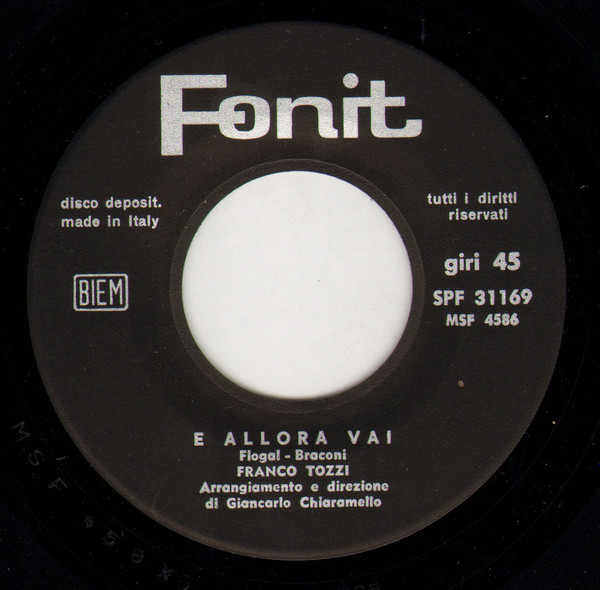 Fonit
disco deposit.
made in Italy
tutti i diritti
riservati
BIEM
giri 45
SPF 31169
MSF 4586
E ALLORA VAI
Flogal - Braconi
FRANCO TOZZI
Arrangiamento e direzione
di Giancarlo Chiaramello
MSF